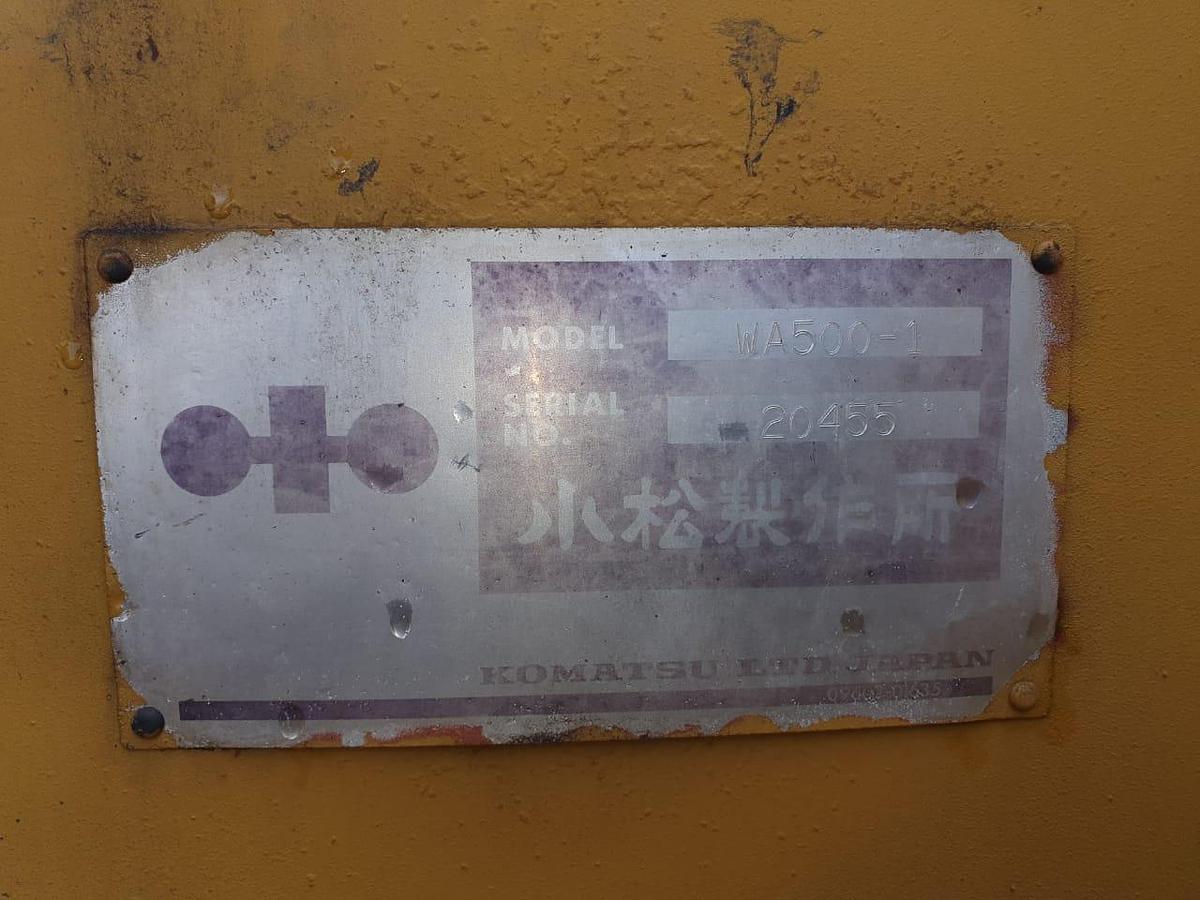 MODEL WA500-1
SERIAL NO. 20455
小松製作所
KOMATSU LTD. JAPAN